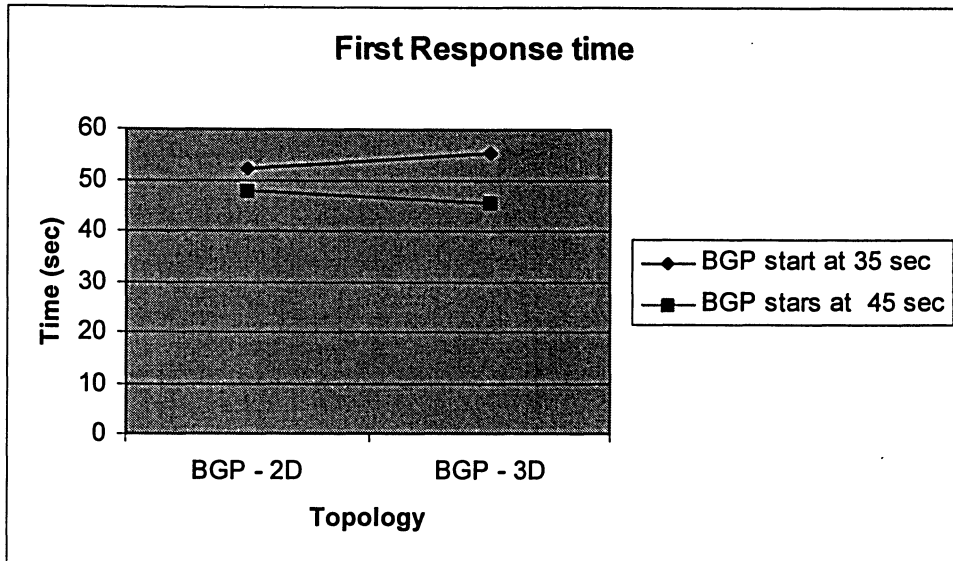 First Response time
60
50
40
30
20
10
0
Time (sec)
BGP - 2D
BGP - 3D
Topology
BGP start at 35 sec
BGP stars at 45 sec